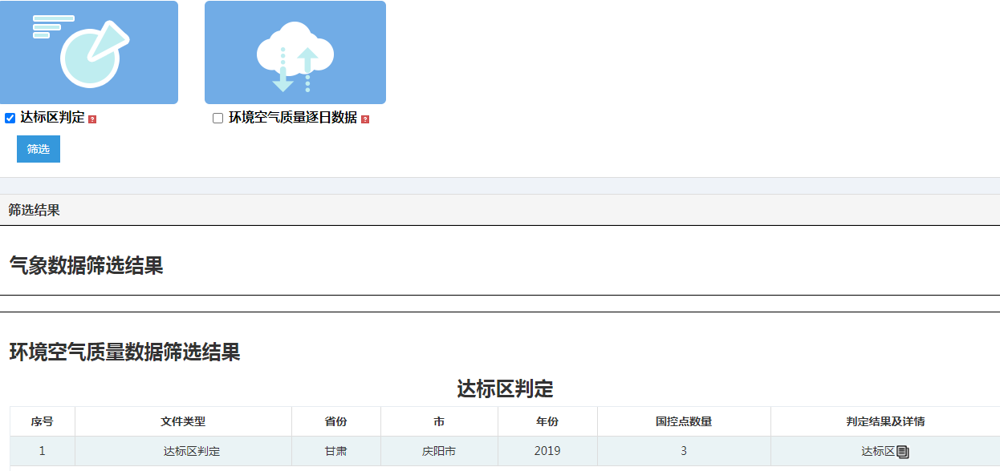 达标区判定 ? 环境空气质量逐日数据 ?
筛选
筛选结果
气象数据筛选结果
环境空气质量数据筛选结果
达标区判定
序号 文件类型 省份 市 年份 国控点数量 判定结果及详情
1 达标区判定 甘肃 庆阳市 2019 3 达标区